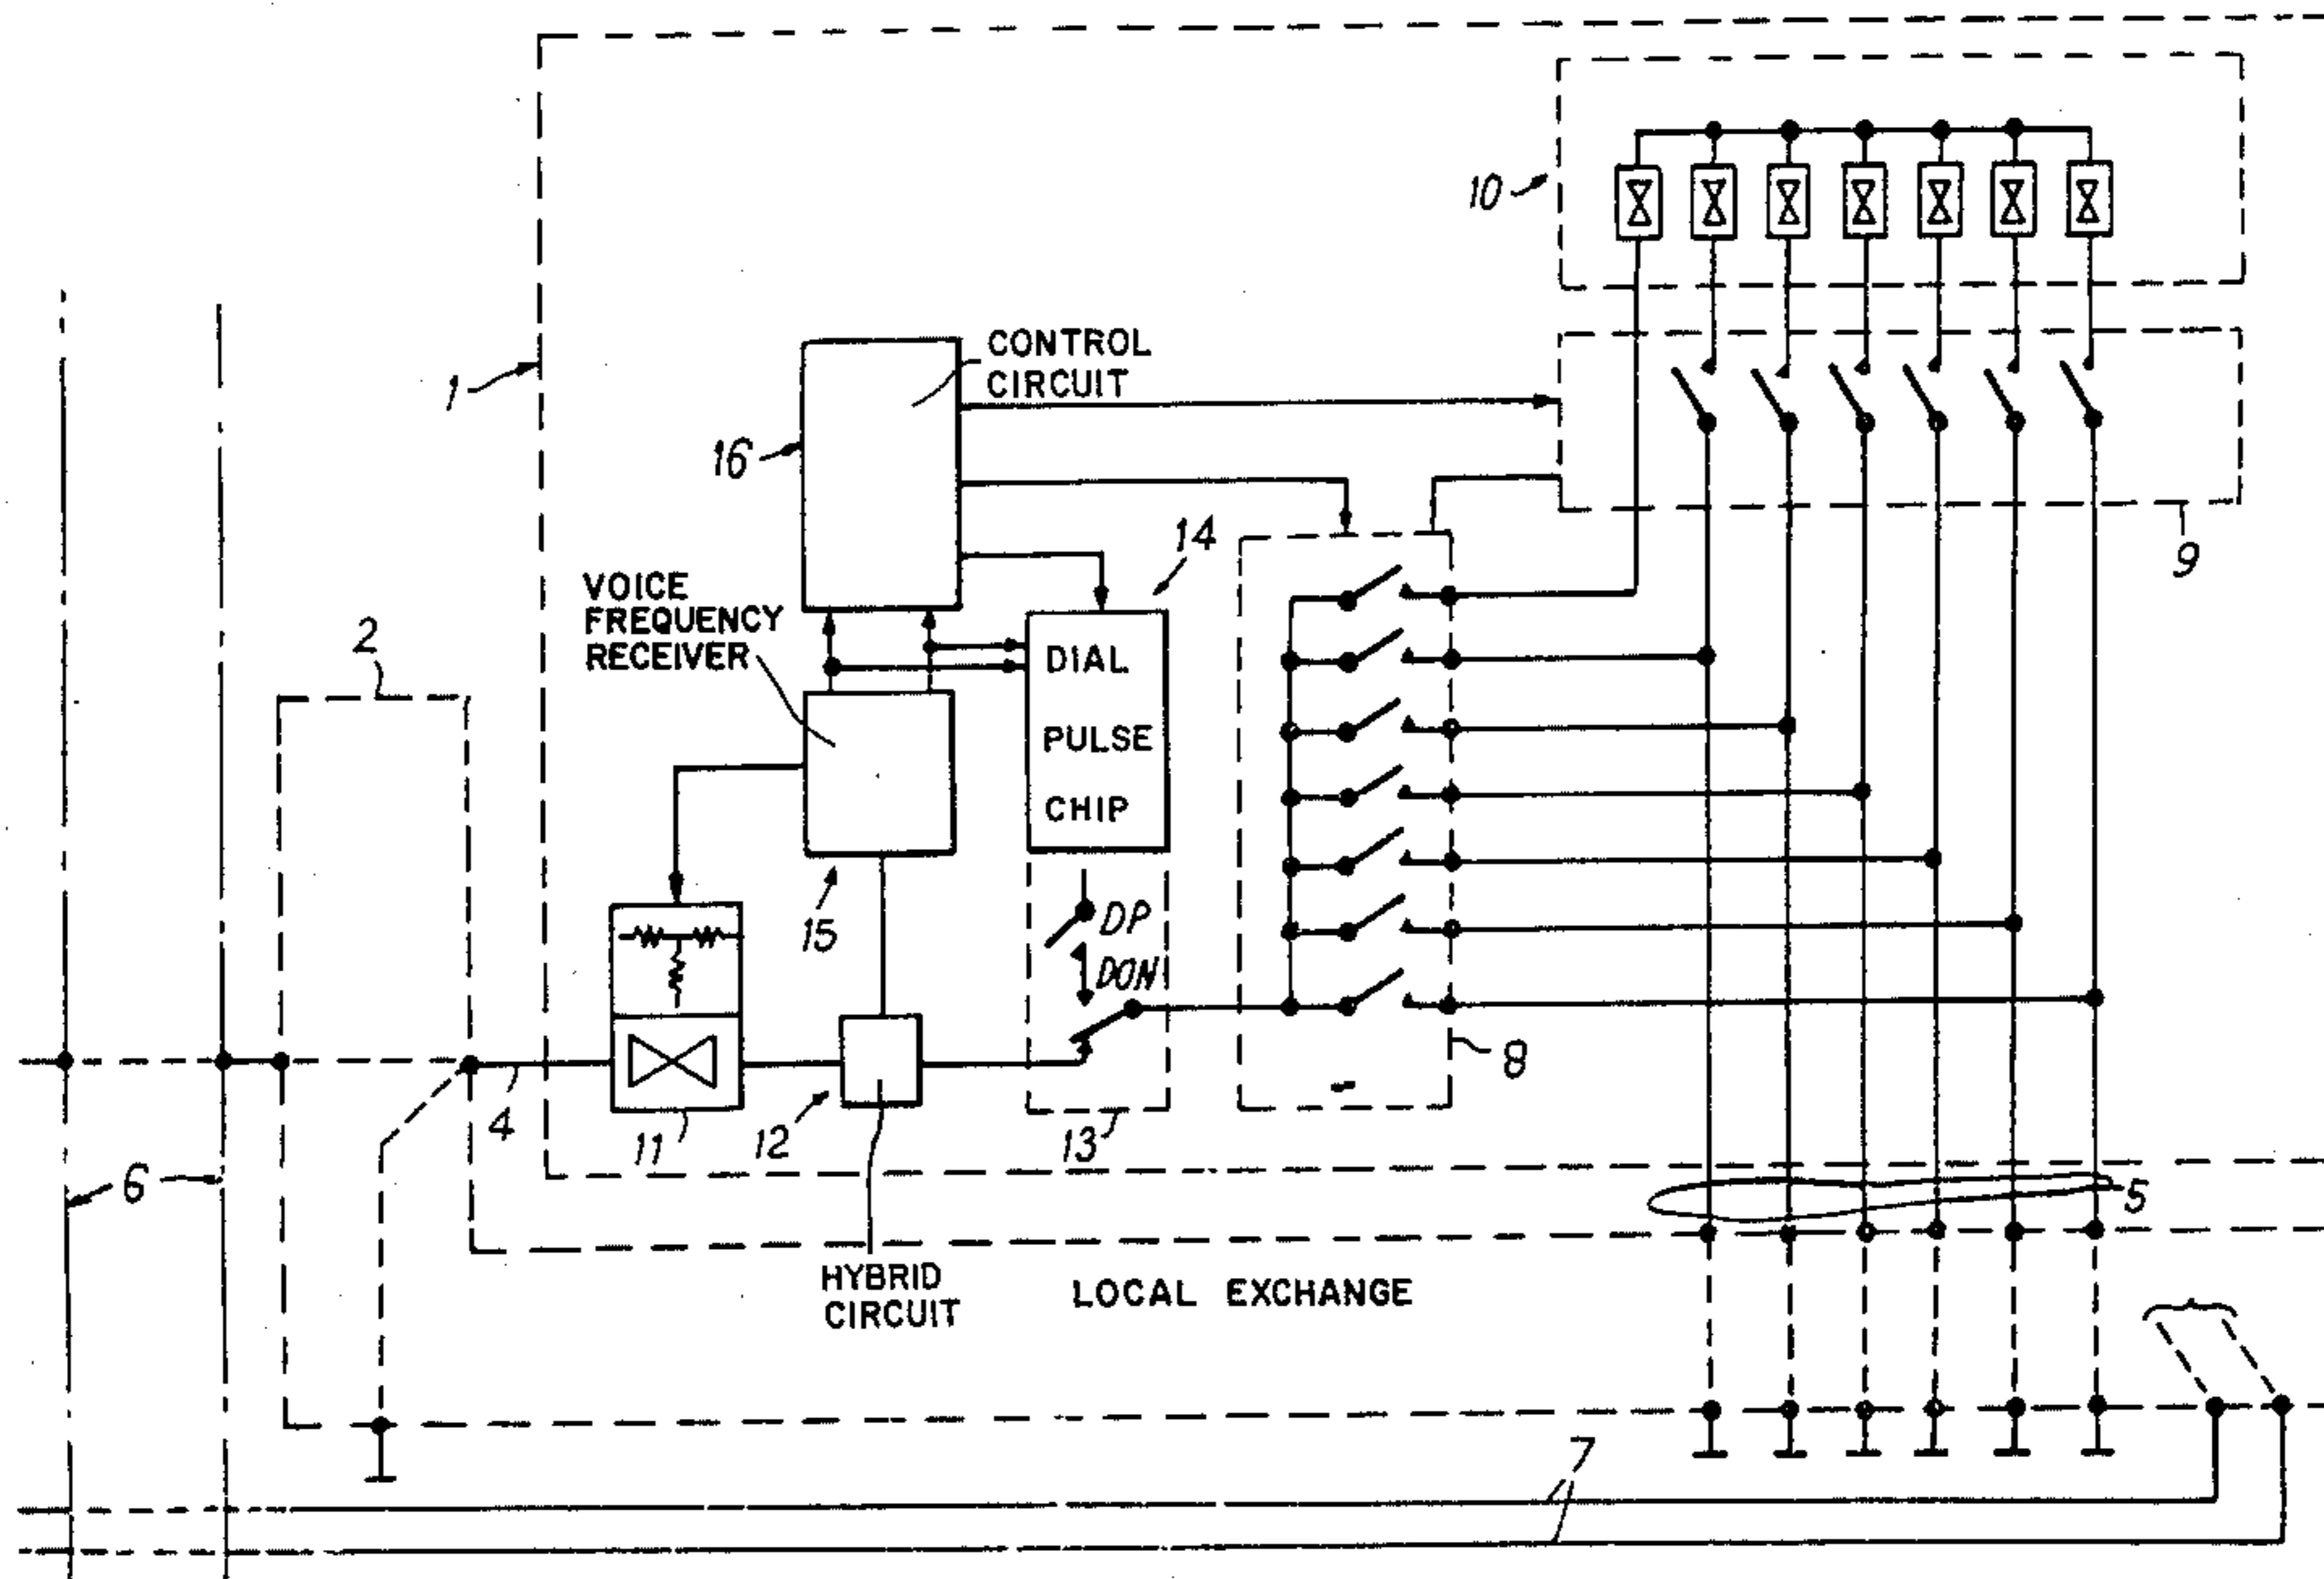 10
CONTROL
CIRCUIT
1
16
14
9
VOICE
FREQUENCY
RECEIVER
2
DIAL
PULSE
CHIP
15
DP
DON
8
4
11
12
13
6
5
HYBRID
CIRCUIT
LOCAL EXCHANGE
7